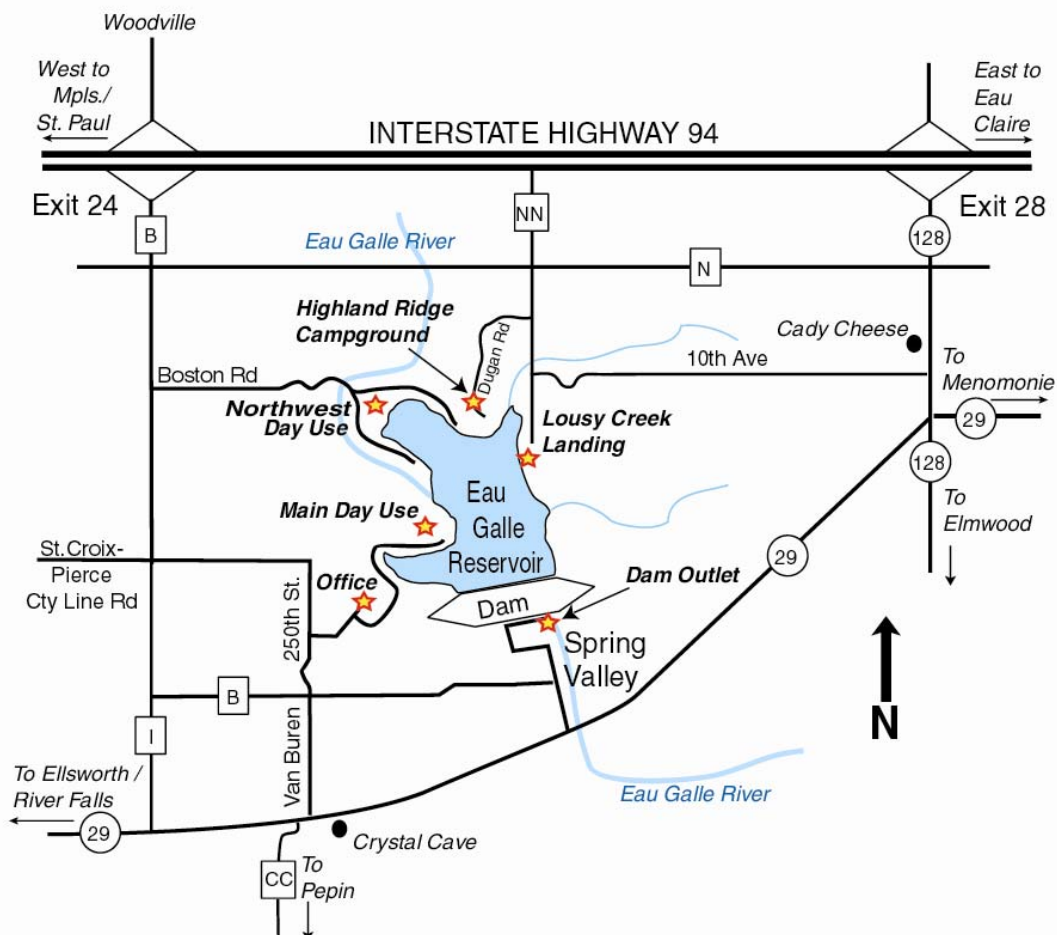 Woodville
West to
Mpls./
St. Paul
East to
Eau
Claire
INTERSTATE HIGHWAY 94
Exit 24
Exit 28
B
NN
128
Eau Galle River
N
Highland Ridge
Campground
Dugan Rd
Cady Cheese
10th Ave
To
Menomonie
Boston Rd
Northwest
Day Use
Lousy Creek
Landing
29
128
Eau
Galle
Reservoir
Main Day Use
To
Elmwood
St.Croix-
Pierce
Cty Line Rd
29
Office
Dam Outlet
250th St.
Dam
Spring
Valley
B
N
I
Van Buren
To Ellsworth /
River Falls
Eau Galle River
29
Crystal Cave
CC
To
Pepin